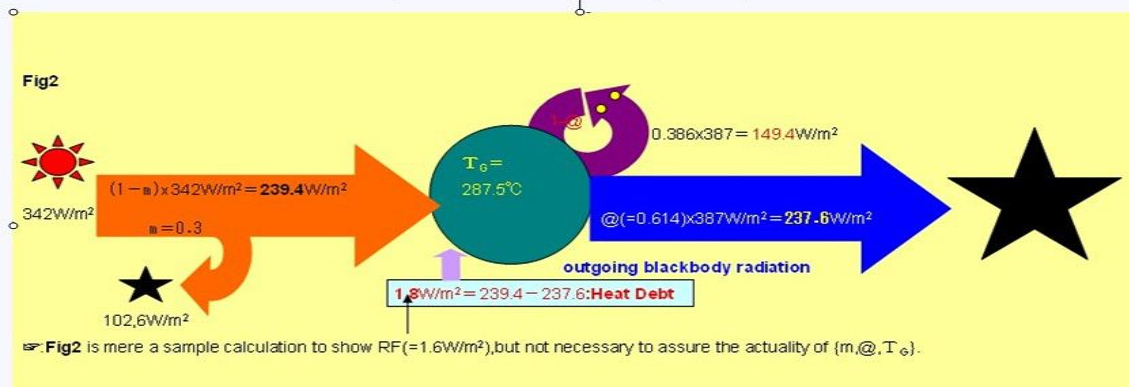 Fig2
1-@
0.386x387=149.4W/m²
T_G=
287.5℃
(1-m)x342W/m²=239.4W/m²
342W/m²
m=0.3
@(=0.614)x387W/m²=237.6W/m²
outgoing blackbody radiation
1.8W/m²=239.4-237.6:Heat Debt
102,6W/m²
☞:Fig2 is mere a sample calculation to show RF(=1.6W/m²),but not necessary to assure the actuality of {m,@,T_G}.